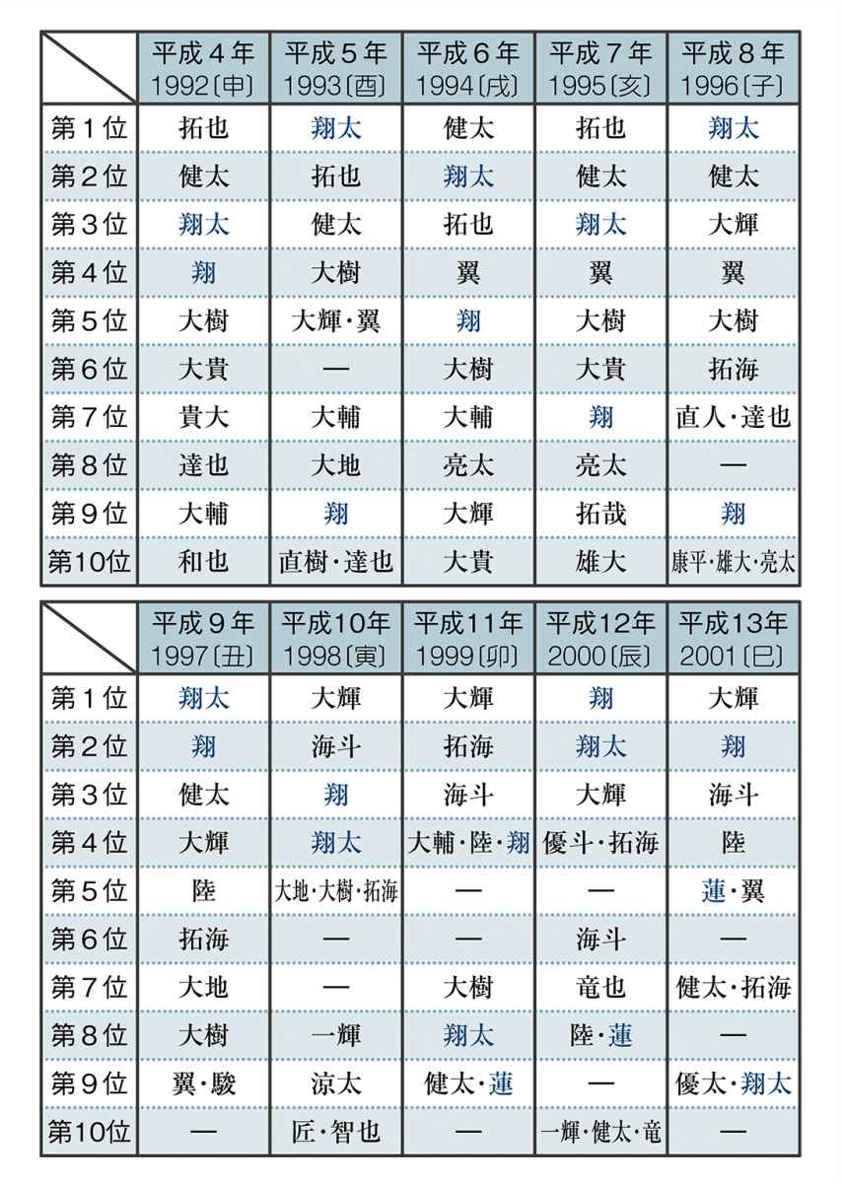 平成4年 平成5年 平成6年 平成7年 平成8年
1992〔申〕 1993〔酉〕 1994〔戌〕 1995〔亥〕 1996〔子〕
第1位 拓也 翔太 健太 拓也 翔太
第2位 健太 拓也 翔太 健太 健太
第3位 翔太 健太 拓也 翔太 大輝
第4位 翔 大樹 翼 翼 翼
第5位 大樹 大輝・翼 翔 大樹 大樹
第6位 大貴 — 大樹 大貴 拓海
第7位 貴大 大輔 大輔 翔 直人・達也
第8位 達也 大地 亮太 亮太 —
第9位 大輔 翔 大輝 拓哉 翔
第10位 和也 直樹・達也 大貴 雄大 康平・雄大・亮太
平成9年 平成10年 平成11年 平成12年 平成13年
1997〔丑〕 1998〔寅〕 1999〔卯〕 2000〔辰〕 2001〔巳〕
第1位 翔太 大輝 大輝 翔 大輝
第2位 翔 海斗 拓海 翔太 翔
第3位 健太 翔 海斗 大輝 海斗
第4位 大輝 翔太 大輔・陸・翔 優斗・拓海 陸
第5位 陸 大地・大樹・拓海 — — 蓮・翼
第6位 拓海 — — 海斗 —
第7位 大地 — 大樹 竜也 健太・拓海
第8位 大樹 一輝 翔太 陸・蓮 —
第9位 翼・駿 涼太 健太・蓮 — 優太・翔太
第10位 — 匠・智也 — 一輝・健太・竜 —